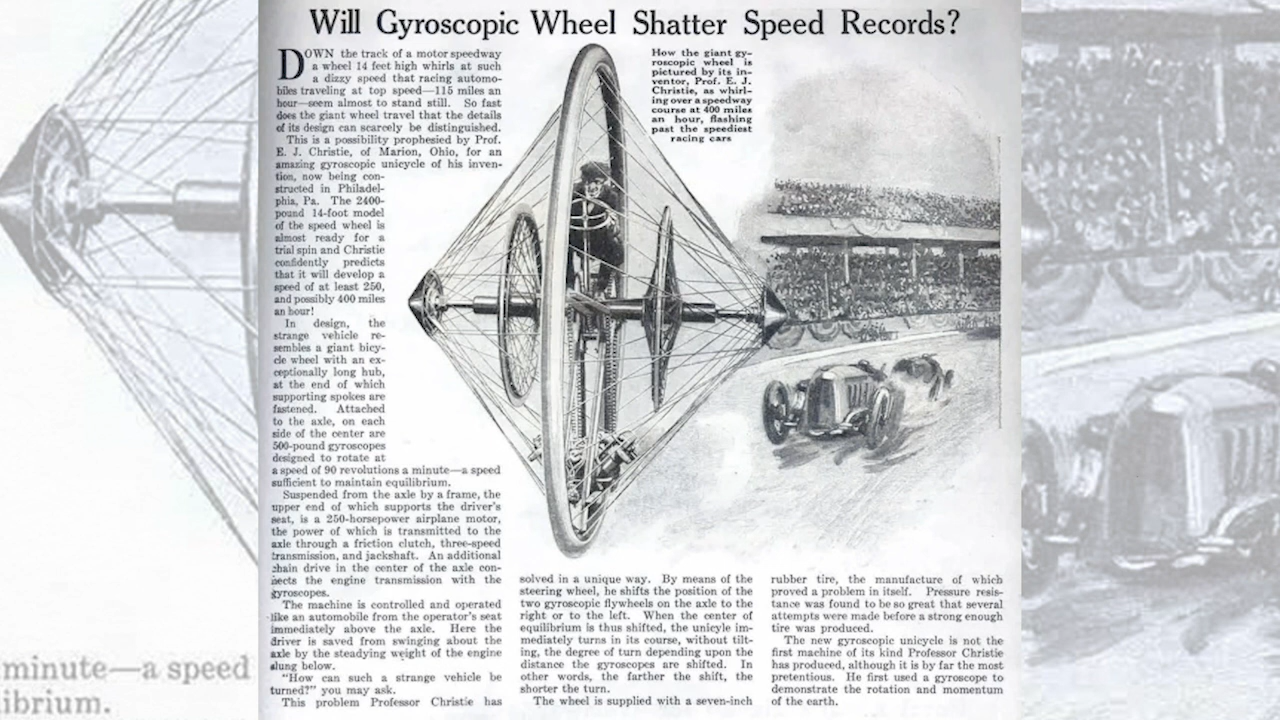 Will Gyroscopic Wheel Shatter Speed Records?
DOWN the track of a motor speedway
a wheel 14 feet high whirls at such
a dizzy speed that racing automo-
biles traveling at top speed—115 miles an
hour—seem almost to stand still. So fast
does the giant wheel travel that the details
of its design can scarcely be distinguished.
This is a possibility prophesied by Prof.
E. J. Christie, of Marion, Ohio, for an
amazing gyroscopic unicycle of his inven-
tion, now being con-
structed in Philadel-
phia, Pa. The 2400-
pound 14-foot model
of the speed wheel is
almost ready for a
trial spin and Christie
confidently predicts
that it will develop a
speed of at least 250,
and possibly 400 miles
an hour!
In design, the
strange vehicle re-
sembles a giant bicy-
cle wheel with an ex-
ceptionally long hub,
at the end of which
supporting spokes are
fastened. Attached
to the axle, on each
side of the center are
500-pound gyroscopes
designed to rotate at
a speed of 90 revolutions a minute—a speed
sufficient to maintain equilibrium.
Suspended from the axle by a frame, the
upper end of which supports the driver's
seat, is a 250-horsepower airplane motor,
the power of which is transmitted to the
axle through a friction clutch, three-speed
transmission, and jackshaft. An additional
chain drive in the center of the axle con-
nects the engine transmission with the
gyroscopes.
The machine is controlled and operated
like an automobile from the operator's seat
immediately above the axle. Here the
driver is saved from swinging about the
axle by the steadying weight of the engine
slung below.
"How can such a strange vehicle be
turned?" you may ask.
This problem Professor Christie has
How the giant gy-
roscopic wheel is
pictured by its in-
ventor, Prof. E. J.
Christie, as whirl-
ing over a speedway
course at 400 miles
an hour, flashing
past the speediest
racing cars
solved in a unique way. By means of the
steering wheel, he shifts the position of the
two gyroscopic flywheels on the axle to the
right or to the left. When the center of
equilibrium is thus shifted, the unicyle im-
mediately turns in its course, without tilt-
ing, the degree of turn depending upon the
distance the gyroscopes are shifted. In
other words, the farther the shift, the
shorter the turn.
The wheel is supplied with a seven-inch
rubber tire, the manufacture of which
proved a problem in itself. Pressure resis-
tance was found to be so great that several
attempts were made before a strong enough
tire was produced.
The new gyroscopic unicycle is not the
first machine of its kind Professor Christie
has produced, although it is by far the most
pretentious. He first used a gyroscope to
demonstrate the rotation and momentum
of the earth.
minute—a speed
ibrium.